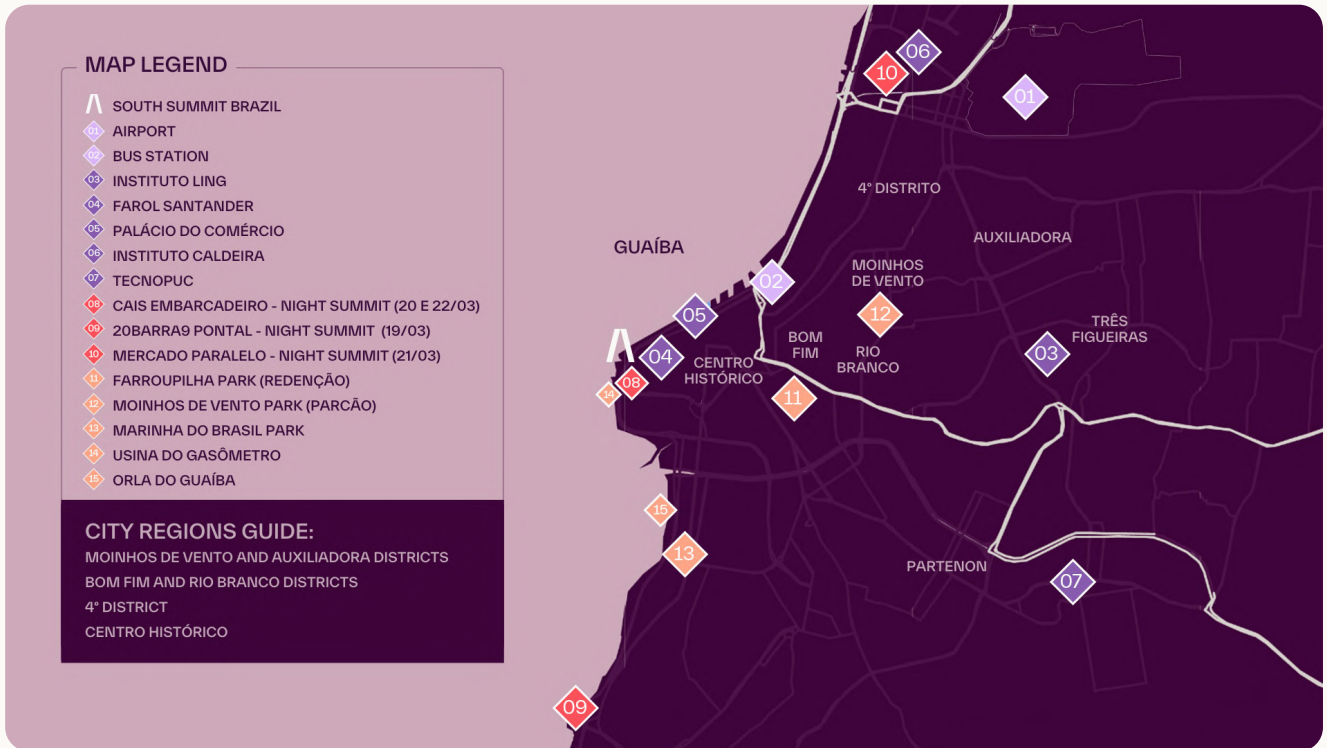 MAP LEGEND
SOUTH SUMMIT BRAZIL
01 AIRPORT
02 BUS STATION
03 INSTITUTO LING
04 FAROL SANTANDER
05 PALÁCIO DO COMÉRCIO
06 INSTITUTO CALDEIRA
07 TECNOPUC
08 CAIS EMBARCADEIRO - NIGHT SUMMIT (20 E 22/03)
09 20BARRA9 PONTAL - NIGHT SUMMIT (19/03)
10 MERCADO PARALELO - NIGHT SUMMIT (21/03)
11 FARROUPILHA PARK (REDENÇÃO)
12 MOINHOS DE VENTO PARK (PARCÃO)
13 MARINHA DO BRASIL PARK
14 USINA DO GASÔMETRO
15 ORLA DO GUAÍBA
CITY REGIONS GUIDE:
MOINHOS DE VENTO AND AUXILIADORA DISTRICTS
BOM FIM AND RIO BRANCO DISTRICTS
4° DISTRICT
CENTRO HISTÓRICO
06
10
01
4° DISTRITO
AUXILIADORA
GUAÍBA
MOINHOS
DE VENTO
02
05
12
TRÊS
FIGUEIRAS
BOM
FIM
RIO
BRANCO
03
04
CENTRO
HISTÓRICO
08
14
11
15
13
PARTENON
07
09